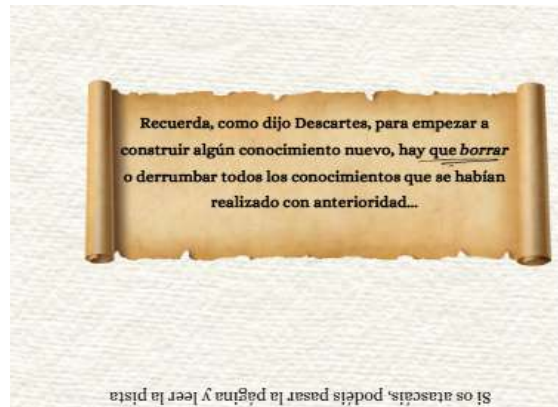 Recuerda, como dijo Descartes, para empezar a
construir algún conocimiento nuevo, hay que borrar
o derrumbar todos los conocimientos que se habían
realizado con anterioridad...
Si os atascáis, podéis pasar la página y leer la pista